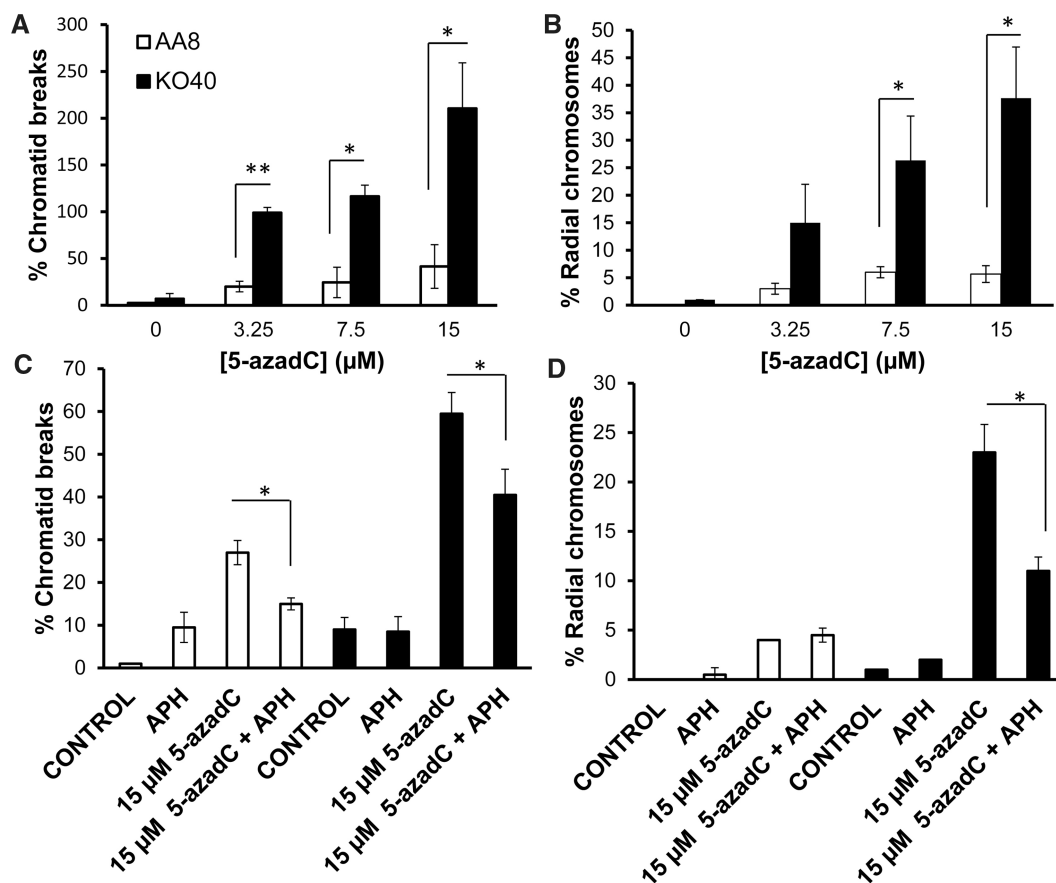 A
300
250
200
150
100
50
0
% Chromatid breaks
AA8
KO40
**
*
*
0 3.25 7.5 15
[5-azadC] (µM)
B
50
45
40
35
30
25
20
15
10
5
0
% Radial chromosomes
*
*
0 3.25 7.5 15
[5-azadC] (µM)
C
70
60
50
40
30
20
10
0
% Chromatid breaks
*
*
CONTROL
APH
15 µM 5-azadC
15 µM 5-azadC + APH
CONTROL
APH
15 µM 5-azadC
15 µM 5-azadC + APH
D
30
25
20
15
10
5
0
% Radial chromosomes
*
CONTROL
APH
15 µM 5-azadC
15 µM 5-azadC + APH
CONTROL
APH
15 µM 5-azadC
15 µM 5-azadC + APH